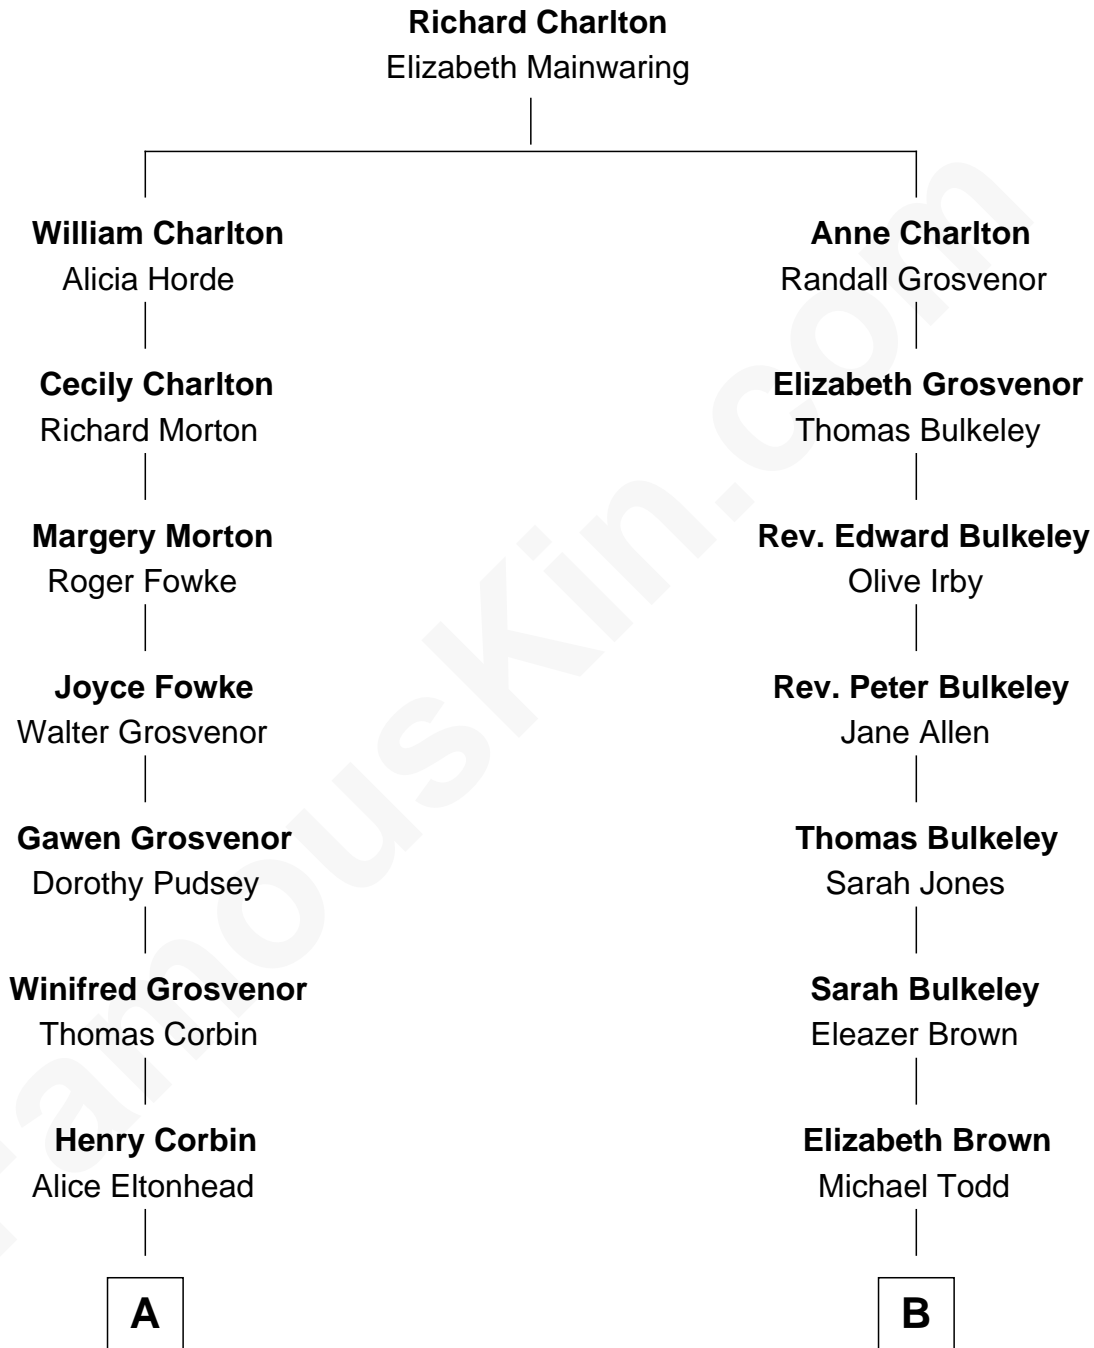 Richard Charlton
Elizabeth Mainwaring
William Charlton
Alicia Horde
Cecily Charlton
Richard Morton
Margery Morton
Roger Fowke
Joyce Fowke
Walter Grosvenor
Gawen Grosvenor
Dorothy Pudsey
Winifred Grosvenor
Thomas Corbin
Henry Corbin
Alice Eltonhead
A
Anne Charlton
Randall Grosvenor
Elizabeth Grosvenor
Thomas Bulkeley
Rev. Edward Bulkeley
Olive Irby
Rev. Peter Bulkeley
Jane Allen
Thomas Bulkeley
Sarah Jones
Sarah Bulkeley
Eleazer Brown
Elizabeth Brown
Michael Todd
B
FamousKin.com